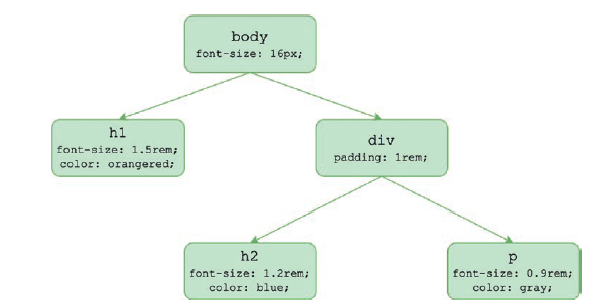 body
font-size: 16px;
h1
font-size: 1.5rem;
color: orangered;
div
padding: 1rem;
h2
font-size: 1.2rem;
color: blue;
p
font-size: 0.9rem;
color: gray;